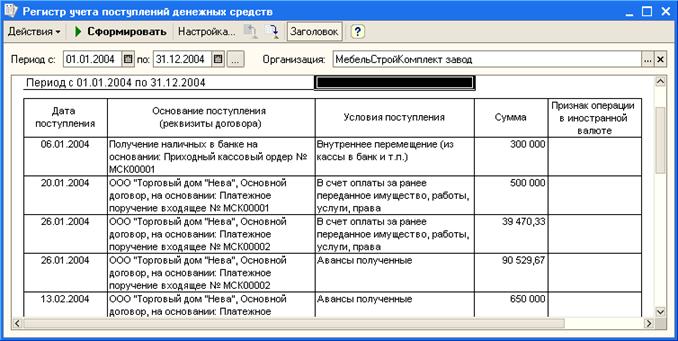 Регистр учета поступлений денежных средств
Действия Сформировать Настройка... Заголовок ?
Период с: 01.01.2004 по: 31.12.2004 ... Организация: МебельСтройКомплект завод ... x
Период с 01.01.2004 по 31.12.2004
Дата поступления
Основание поступления
(реквизиты договора)
Условия поступления
Сумма
Признак операции
в иностранной
валюте
06.01.2004
Получение наличных в банке на
основании: Приходный кассовый ордер №
МСК00001
Внутреннее перемещение (из
кассы в банк и т.п.)
300 000
20.01.2004
ООО "Торговый дом "Нева", Основной
договор, на основании: Платежное
поручение входящее № МСК00001
В счет оплаты за ранее
переданное имущество, работы,
услуги, права
500 000
26.01.2004
ООО "Торговый дом "Нева", Основной
договор, на основании: Платежное
поручение входящее № МСК00002
В счет оплаты за ранее
переданное имущество, работы,
услуги, права
39 470,33
26.01.2004
ООО "Торговый дом "Нева", Основной
договор, на основании: Платежное
поручение входящее № МСК00002
Авансы полученные
90 529,67
13.02.2004
ООО "Торговый дом "Нева", Основной
договор, на основании: Платежное
Авансы полученные
650 000